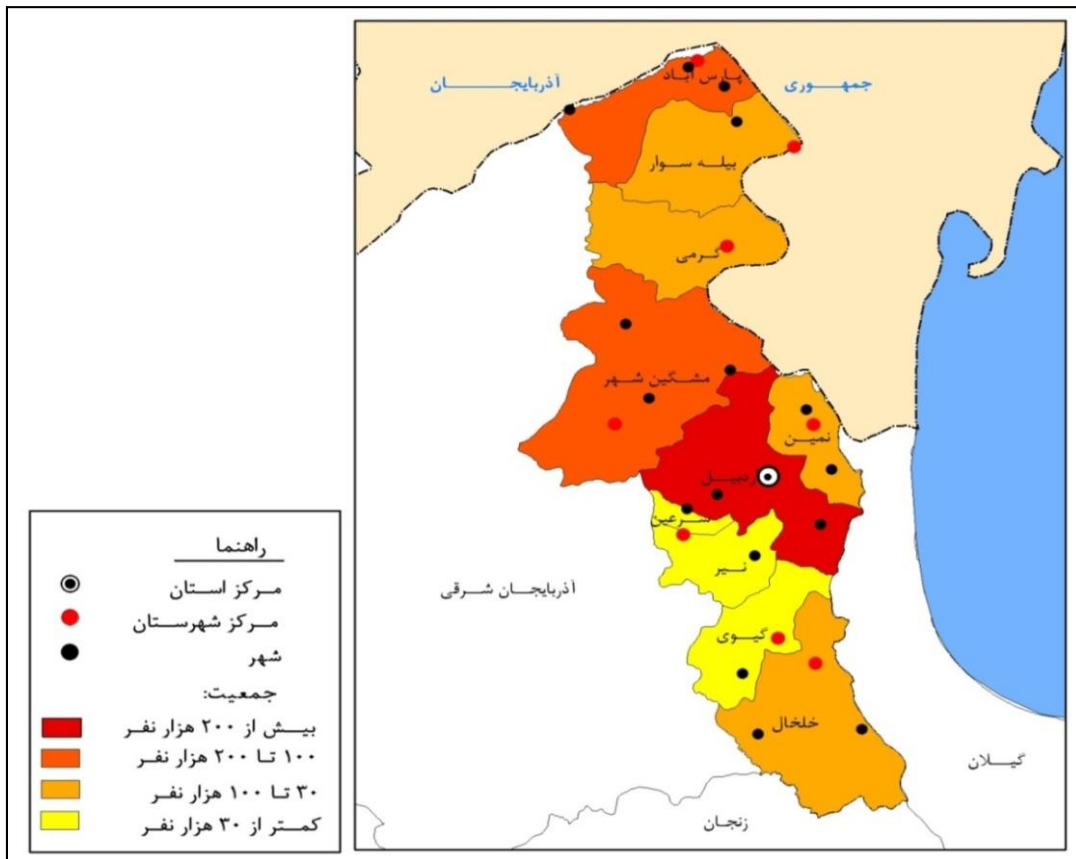 آذربایجان
جمهوری
پارس آباد
بیله سوار
گرمی
مشگین شهر
نمین
ردبیل
سرعین
نیر
آذربایجان شرقی
گیوی
خلخال
گیلان
زنجان
راهنما
مرکز استان
مرکز شهرستان
شهر
جمعیت:
بیش از ۲۰۰ هزار نفر
۱۰۰ تا ۲۰۰ هزار نفر
۳۰ تا ۱۰۰ هزار نفر
کمتر از ۳۰ هزار نفر